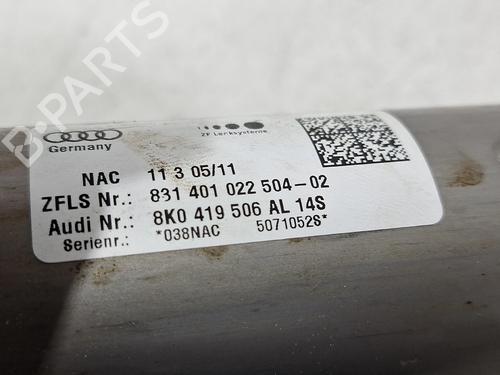 B-PARTS
Germany
ZF Lenksysteme
NAC 11 3 05/11
ZFLS Nr.: 831 401 022 504-02
Audi Nr.: 8K0 419 506 AL 14S
Serienr.: *038NAC 5071052S*